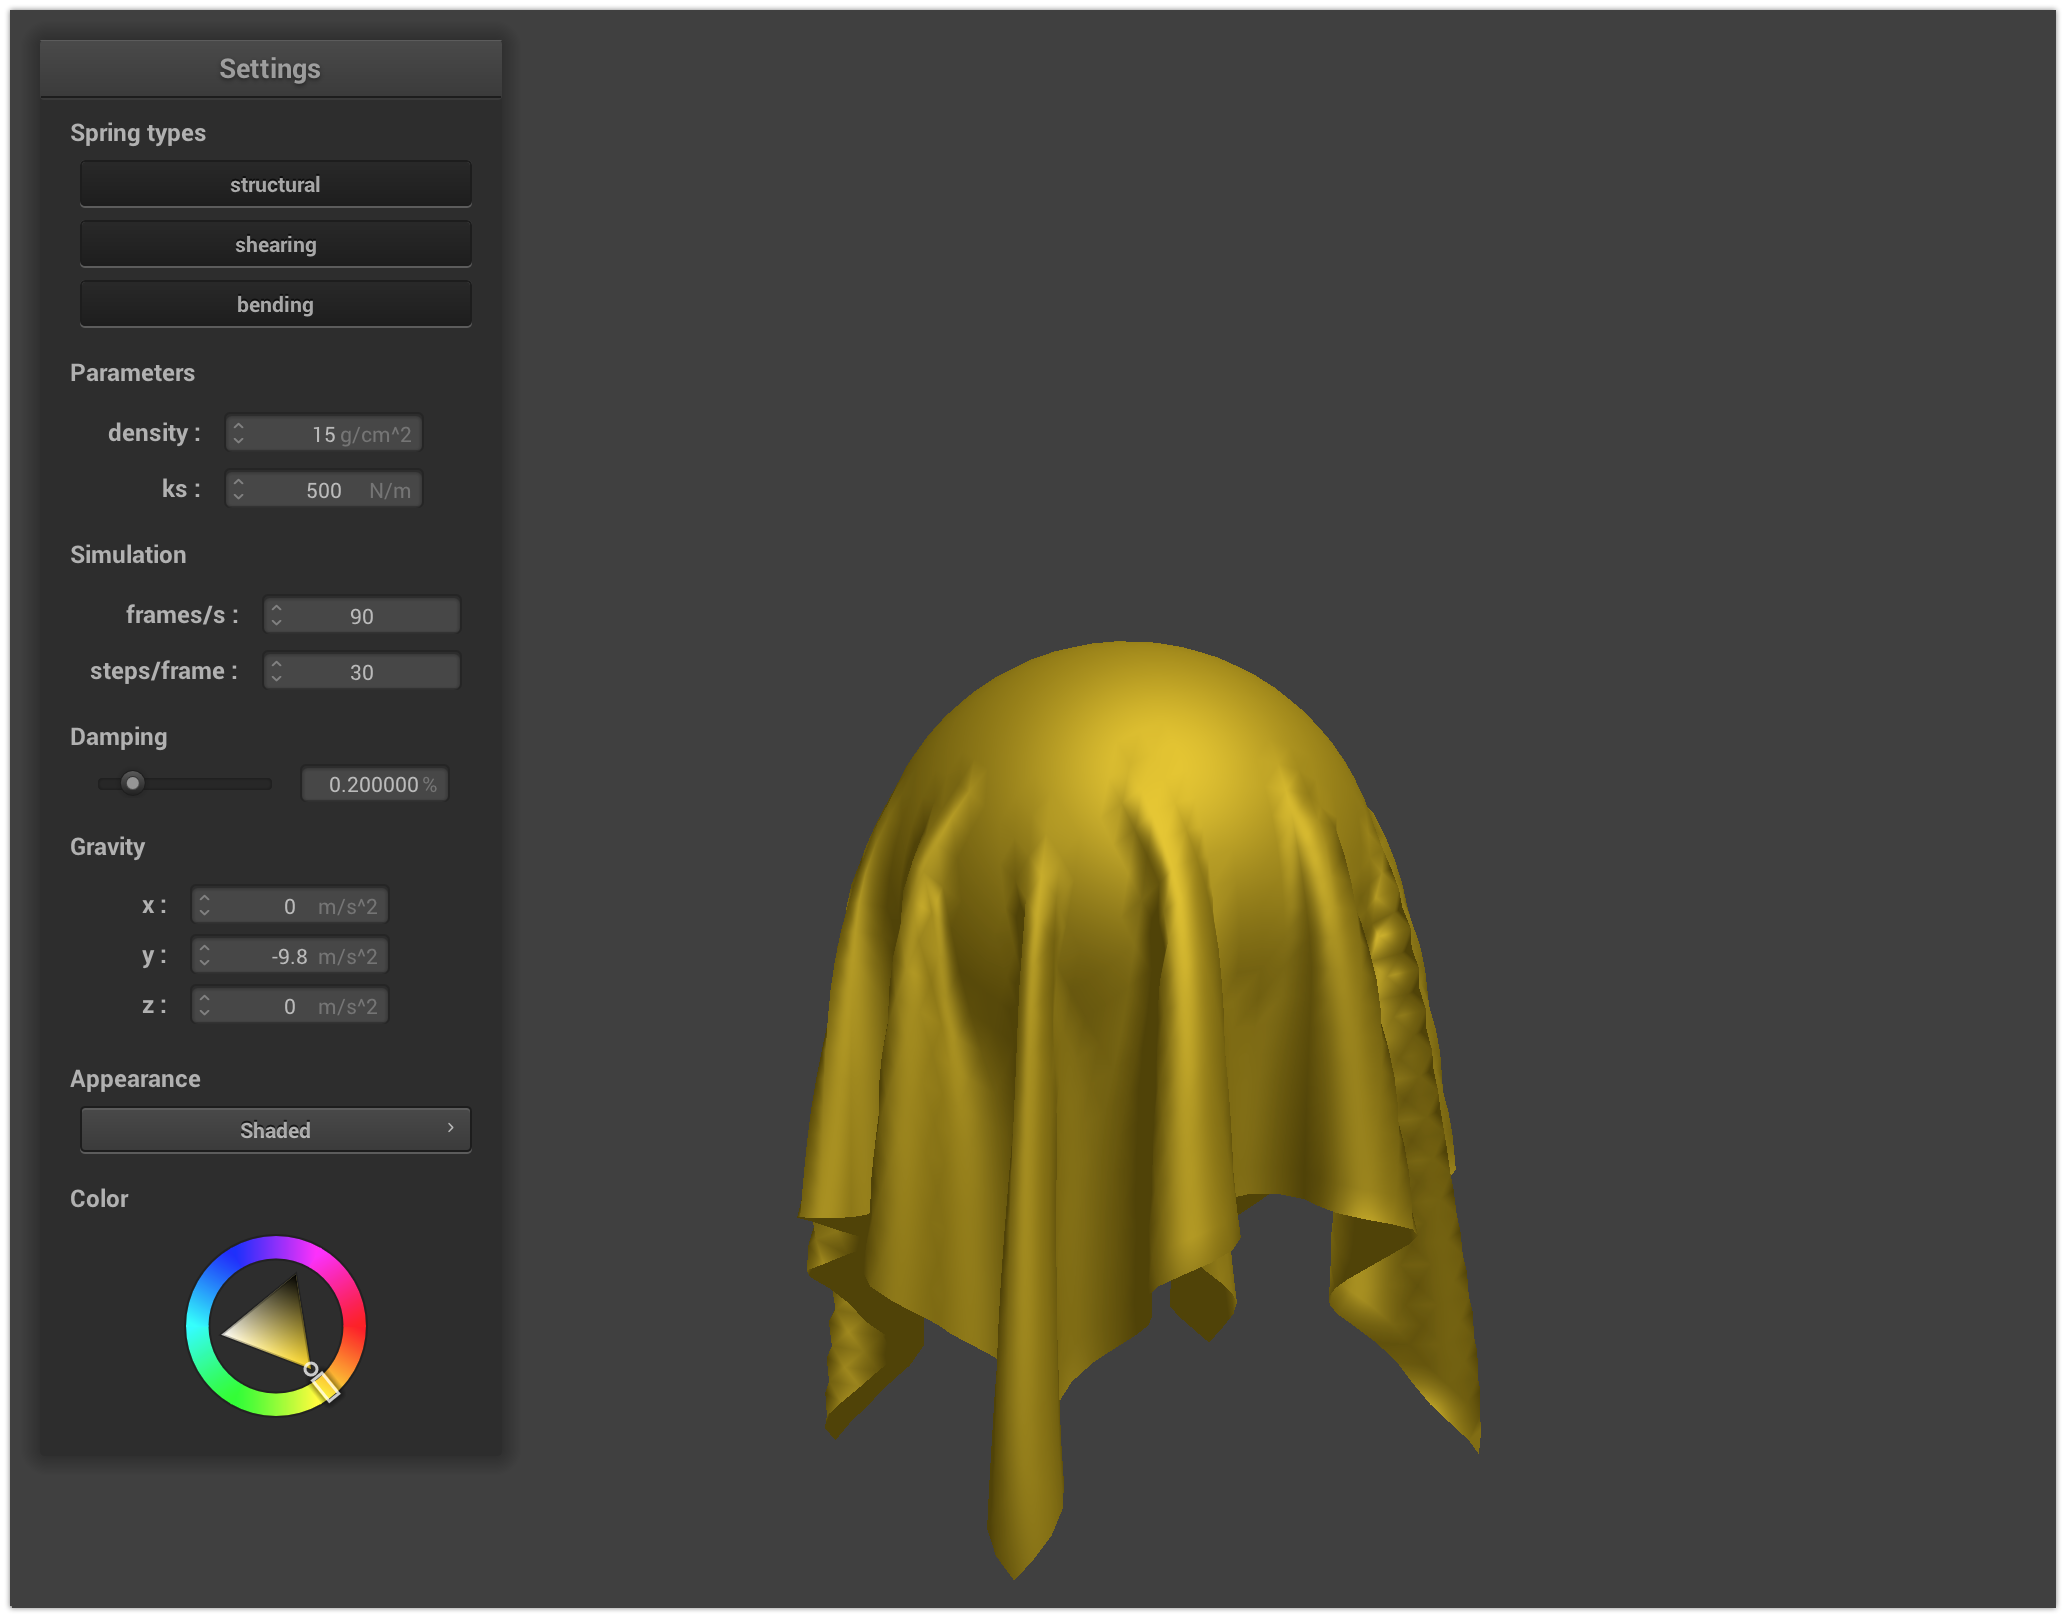 Settings
Spring types
structural
shearing
bending
Parameters
density : 15 g/cm^2
ks : 500 N/m
Simulation
frames/s : 90
steps/frame : 30
Damping
0.200000 %
Gravity
x : 0 m/s^2
y : -9.8 m/s^2
z : 0 m/s^2
Appearance
Shaded
Color